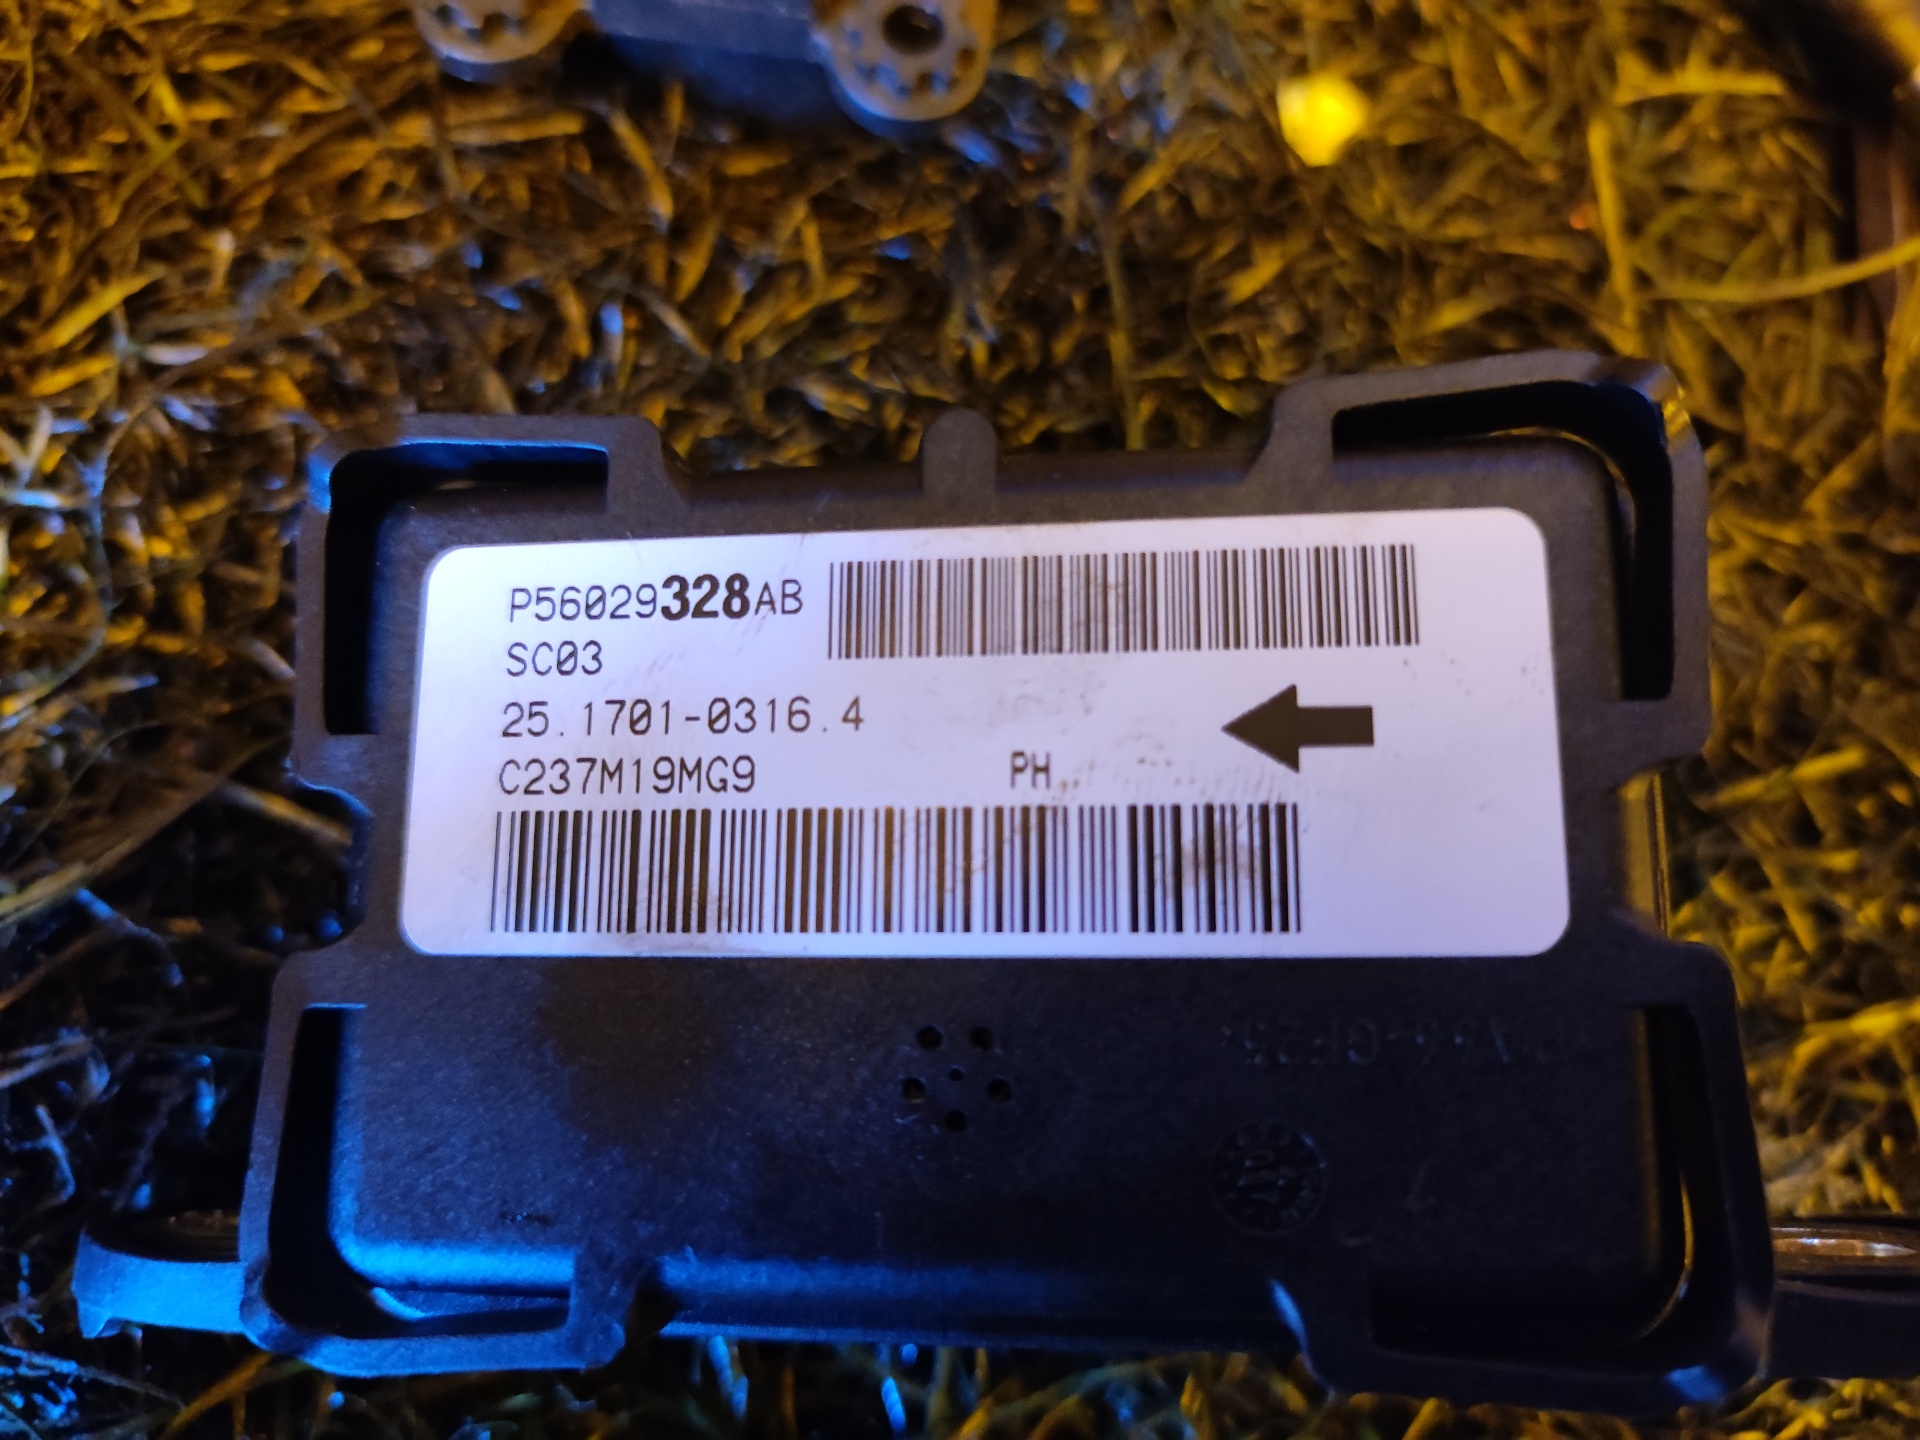 P56029328AB
SC03
25.1701-0316.4
C237M19MG9
PH